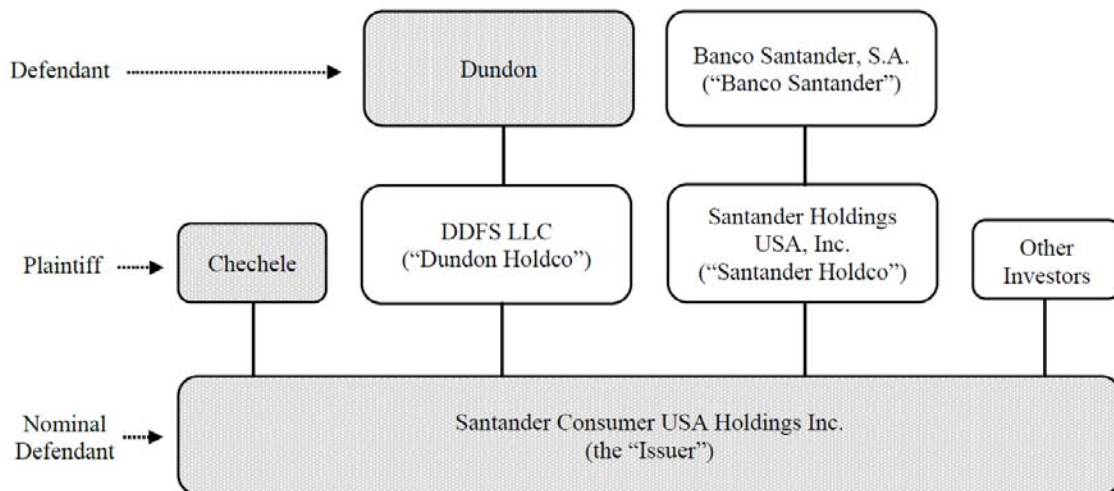 Defendant
Dundon
Banco Santander, S.A.
(“Banco Santander”)
Plaintiff
Chechele
DDFS LLC
(“Dundon Holdco”)
Santander Holdings
USA, Inc.
(“Santander Holdco”)
Other
Investors
Nominal
Defendant
Santander Consumer USA Holdings Inc.
(the “Issuer”)